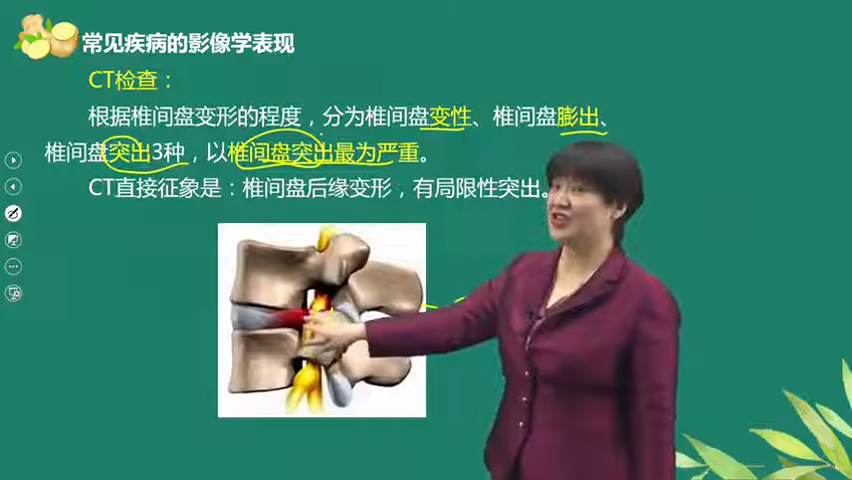 常见疾病的影像学表现
CT检查：
根据椎间盘变形的程度，分为椎间盘变性、椎间盘膨出、
椎间盘突出3种，以椎间盘突出最为严重。
CT直接征象是：椎间盘后缘变形，有局限性突出。